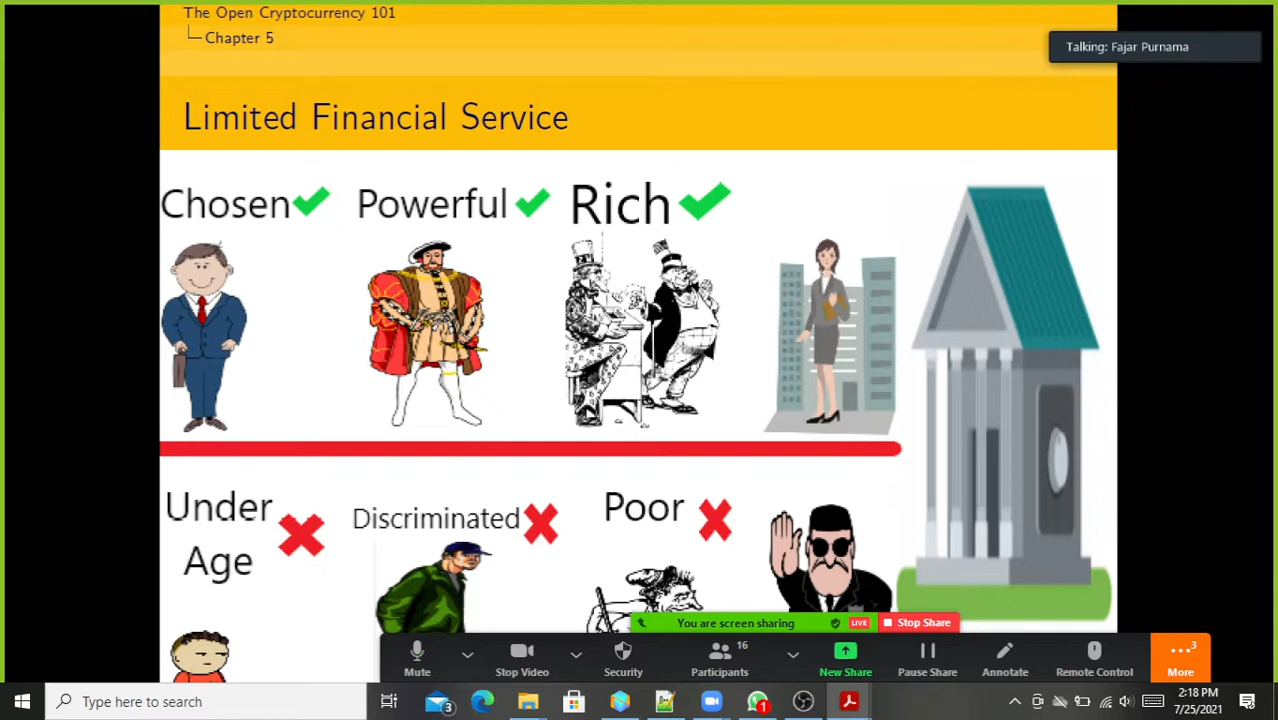 The Open Cryptocurrency 101
Chapter 5
Talking: Fajar Purnama
Limited Financial Service
Chosen Powerful Rich
Under
Age
Discriminated
Poor
You are screen sharing
LIVE
Stop Share
16
3
Mute
Stop Video
Security
Participants
New Share
Pause Share
Annotate
Remote Control
More
Type here to search
3
1
2:18 PM
7/25/2021